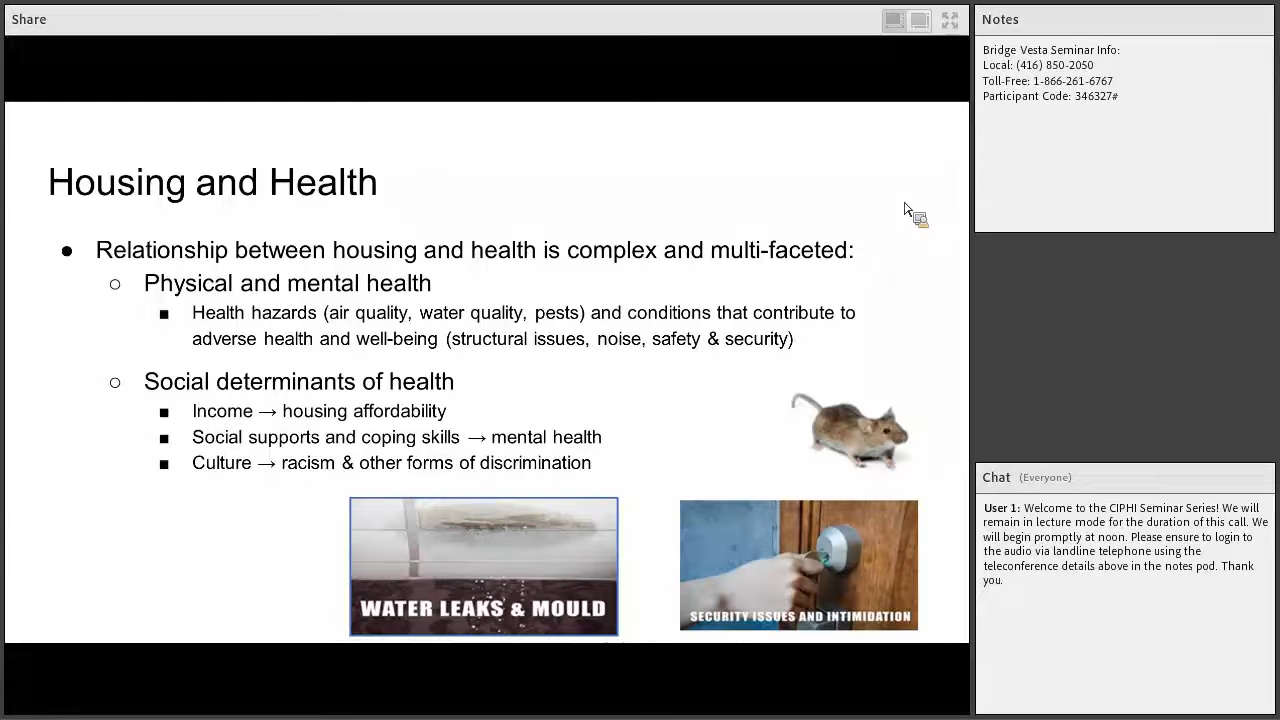 Share
Housing and Health
● Relationship between housing and health is complex and multi-faceted:
○ Physical and mental health
■ Health hazards (air quality, water quality, pests) and conditions that contribute to
adverse health and well-being (structural issues, noise, safety & security)
○ Social determinants of health
■ Income → housing affordability
■ Social supports and coping skills → mental health
■ Culture → racism & other forms of discrimination
WATER LEAKS & MOULD
SECURITY ISSUES AND INTIMIDATION
Notes
Bridge Vesta Seminar Info:
Local: (416) 850-2050
Toll-Free: 1-866-261-6767
Participant Code: 346327#
Chat (Everyone)
User 1: Welcome to the CIPHI Seminar Series! We will
remain in lecture mode for the duration of this call. We
will begin promptly at noon. Please ensure to login to
the audio via landline telephone using the
teleconference details above in the notes pod. Thank
you.